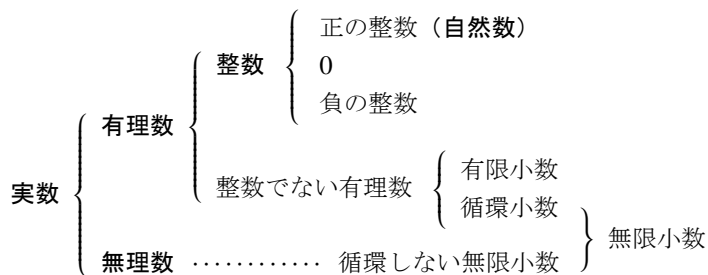 正の整数（自然数）
整数
0
負の整数
有理数
有限小数
実数
整数でない有理数
循環小数
無限小数
無理数 ………… 循環しない無限小数